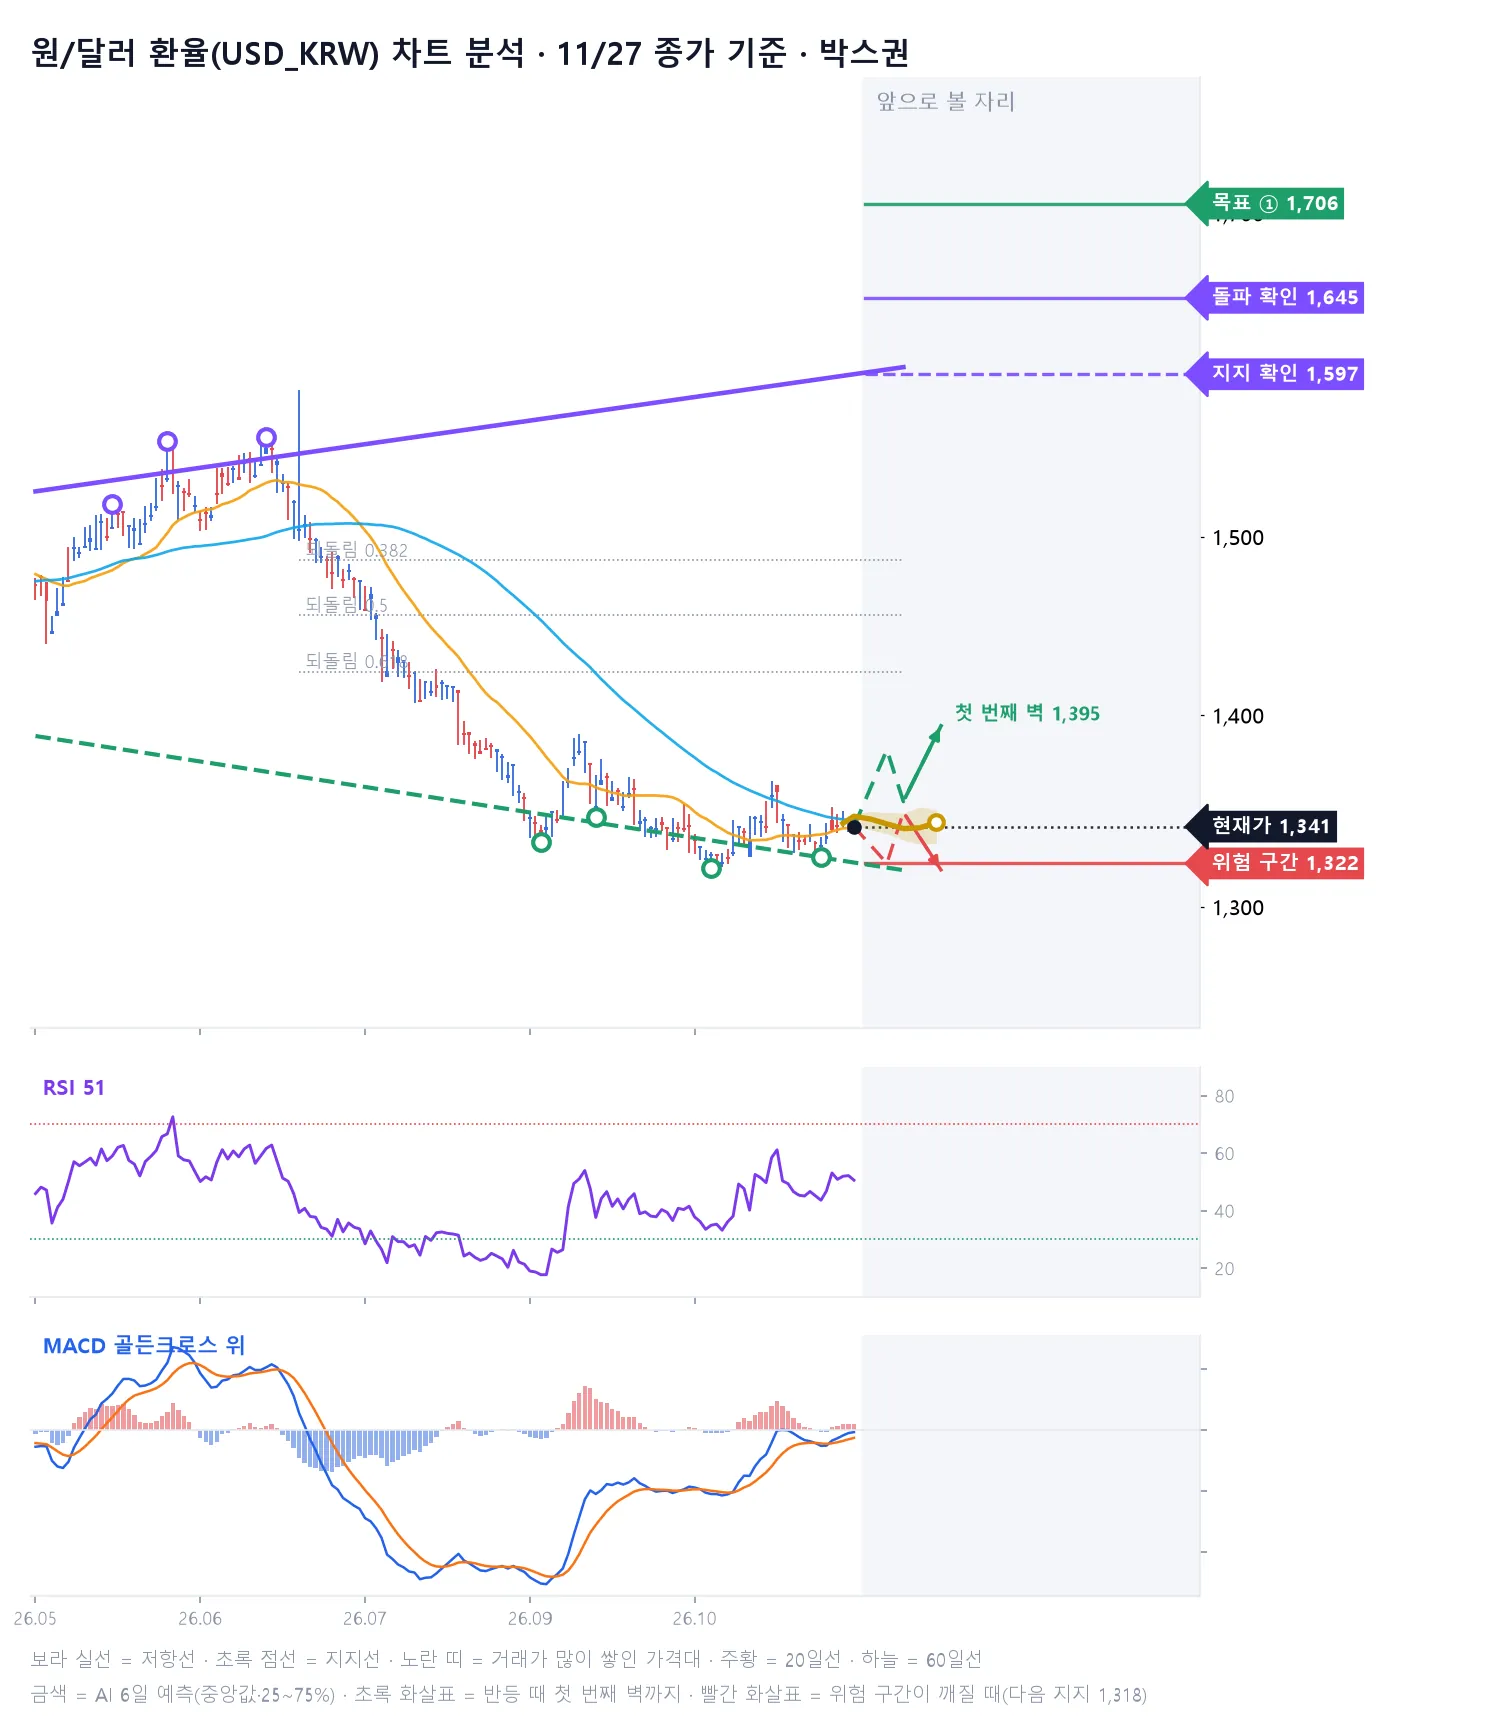 원/달러 환율(USD_KRW) 차트 분석 · 11/27 종가 기준 · 박스권
앞으로 볼 자리
목표 ① 1,706
돌파 확인 1,645
지지 확인 1,597
1,500
되돌림 0.382
되돌림 0.5
되돌림 0.618
첫 번째 벽 1,395
1,400
현재가 1,341
위험 구간 1,322
1,300
RSI 51
80
60
40
20
MACD 골든크로스 위
26.05 26.06 26.07 26.09 26.10
보라 실선 = 저항선 · 초록 점선 = 지지선 · 노란 띠 = 거래가 많이 쌓인 가격대 · 주황 = 20일선 · 하늘 = 60일선
금색 = AI 6일 예측(중앙값·25~75%) · 초록 화살표 = 반등 때 첫 번째 벽까지 · 빨간 화살표 = 위험 구간이 깨질 때(다음 지지 1,318)